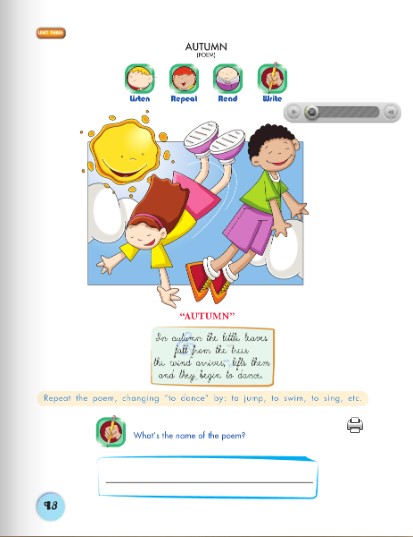 UNIT THREE
AUTUMN
(POEM)
Listen Repeat Read Write
"AUTUMN"
In autumn the little leaves
fall from the trees
the wind arrives, lifts them
and they begin to dance.
Repeat the poem, changing "to dance" by: to jump, to swim, to sing, etc.
What's the name of the poem?